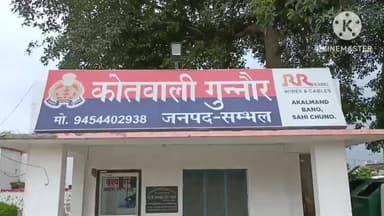 KINEMASTER
कोतवाली गुन्नौर
मो. 9454402938 जनपद-सम्भल
RR KABEL
WIRES & CABLES
AKALMAND
BANO,
SAHI CHUNO.